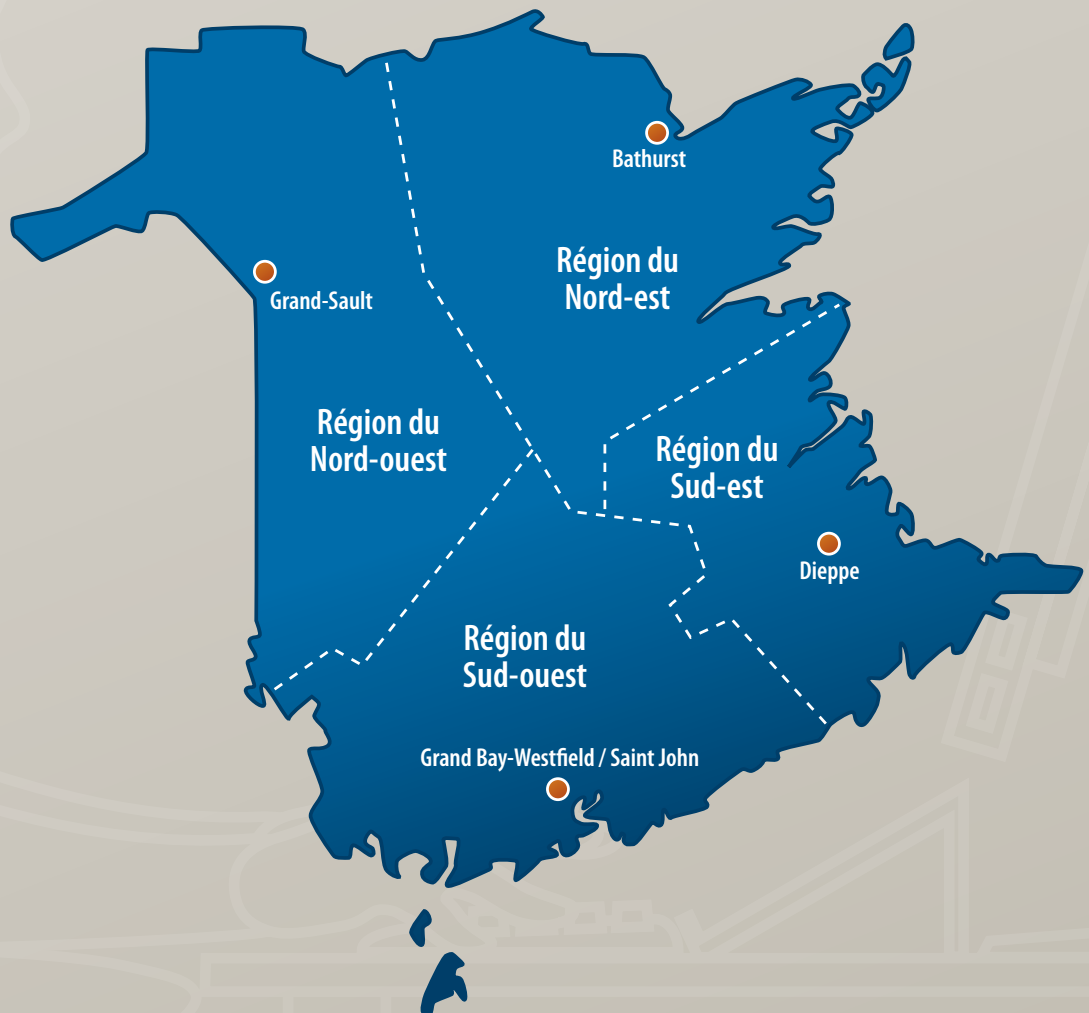 Bathurst
Région du
Nord-est
Grand-Sault
Région du
Nord-ouest
Région du
Sud-est
Dieppe
Région du
Sud-ouest
Grand Bay-Westfield / Saint John